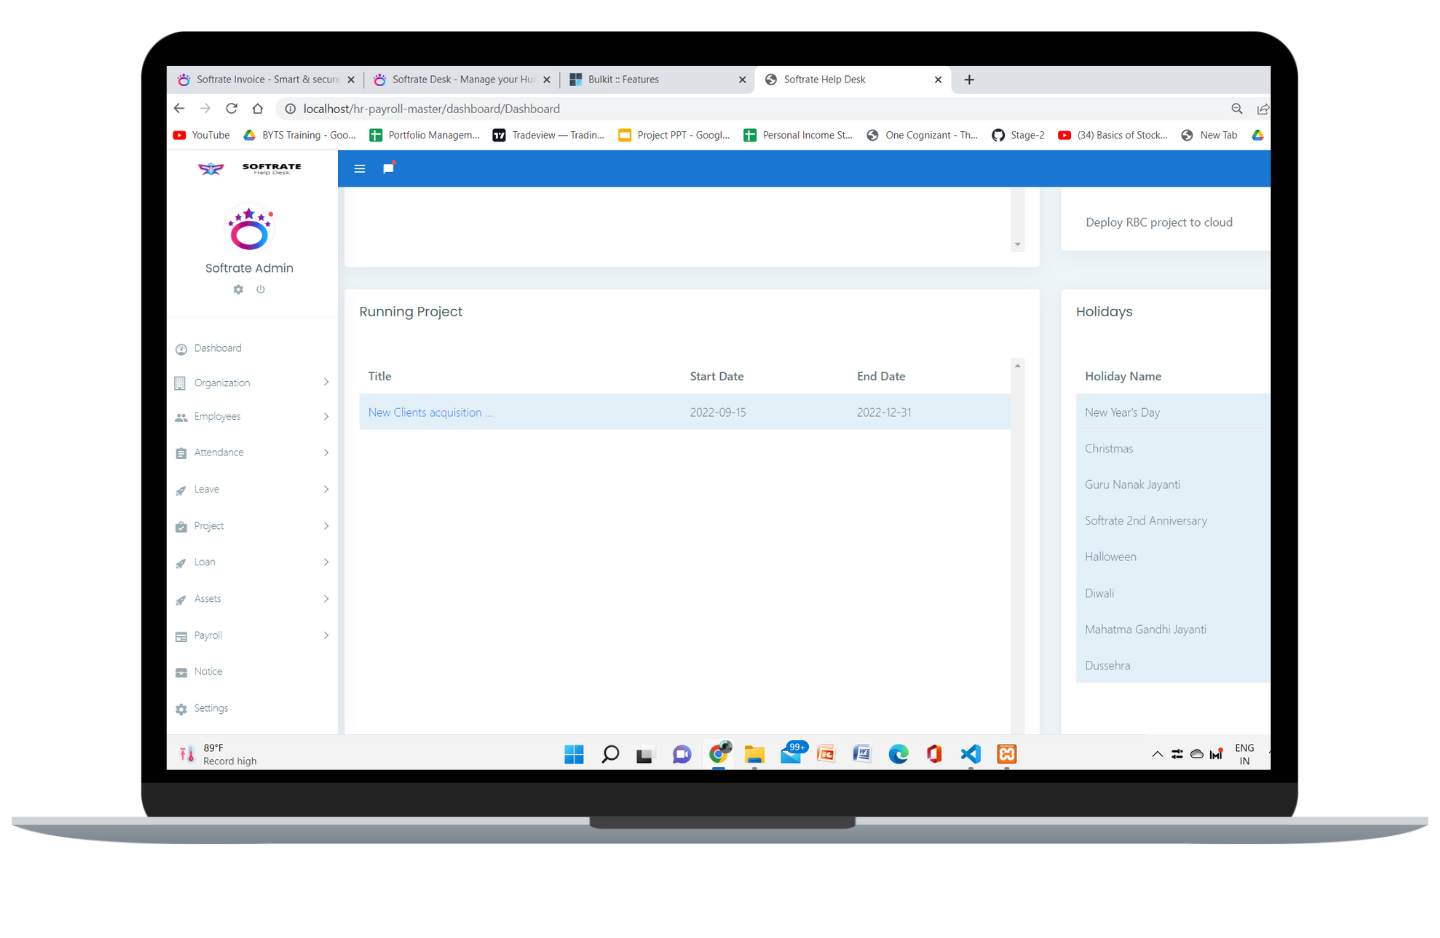 Softrate Invoice - Smart & secure
Softrate Desk - Manage your Hu
Bulkit :: Features
Softrate Help Desk
localhost/hr-payroll-master/dashboard/Dashboard
YouTube
BYTS Training - Goo...
Portfolio Managem...
Tradeview — Tradin...
Project PPT - Googl...
Personal Income St...
One Cognizant - Th...
Stage-2
(34) Basics of Stock...
New Tab
SOFTRATE
Help Desk
Softrate Admin
Dashboard
Organization
Employees
Attendance
Leave
Project
Loan
Assets
Payroll
Notice
Settings
Deploy RBC project to cloud
Running Project
Title Start Date End Date
New Clients acquisition ... 2022-09-15 2022-12-31
Holidays
Holiday Name
New Year's Day
Christmas
Guru Nanak Jayanti
Softrate 2nd Anniversary
Halloween
Diwali
Mahatma Gandhi Jayanti
Dussehra
89°F
Record high
99+
ENG
IN